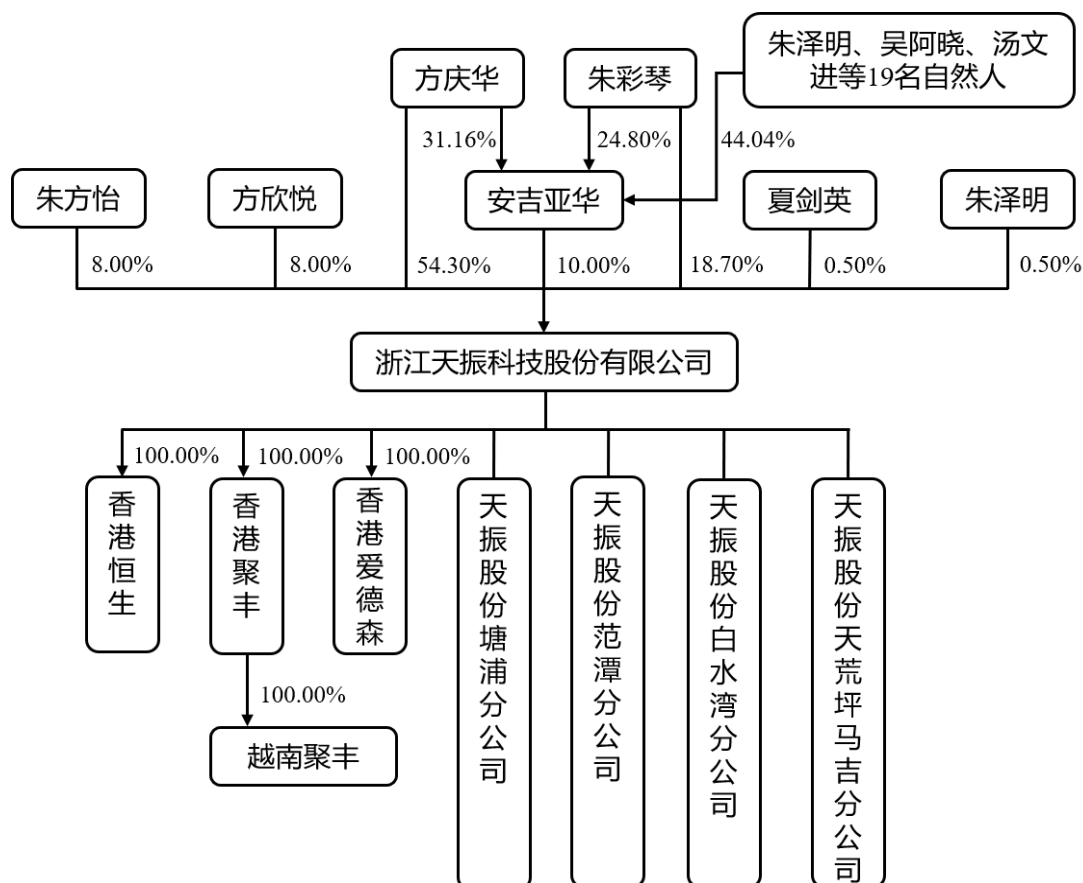 朱泽明、吴阿晓、汤文
进等19名自然人
方庆华
朱彩琴
31.16%
24.80%
44.04%
朱方怡
方欣悦
安吉亚华
夏剑英
朱泽明
8.00%
8.00%
54.30%
10.00%
18.70%
0.50%
0.50%
浙江天振科技股份有限公司
100.00%
100.00%
100.00%
香港恒生
香港聚丰
香港爱德森
天振股份塘浦分公司
天振股份范潭分公司
天振股份白水湾分公司
天振股份天荒坪马吉分公司
100.00%
越南聚丰